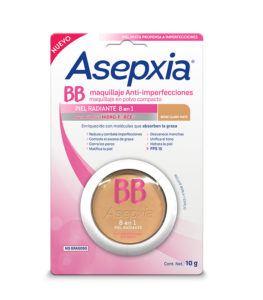 PIEL MIXTA PROPENSA A IMPERFECCIONES
NUEVO
Asepxia®
BB maquillaje Anti-imperfecciones
maquillaje en polvo compacto
PIEL RADIANTE 8 en 1
Enriquecido con moléculas que absorben la grasa
• Reduce y combate imperfecciones
• Controla el exceso de grasa
• Cierra los poros
• Matifica la piel
• Desvanece manchas
• Unifica el tono
• Hidrata la piel
• FPS 15
BB
Asepxia
8 en 1
PIEL RADIANTE
NO GRASOSO
Cont. Net.: 10 g